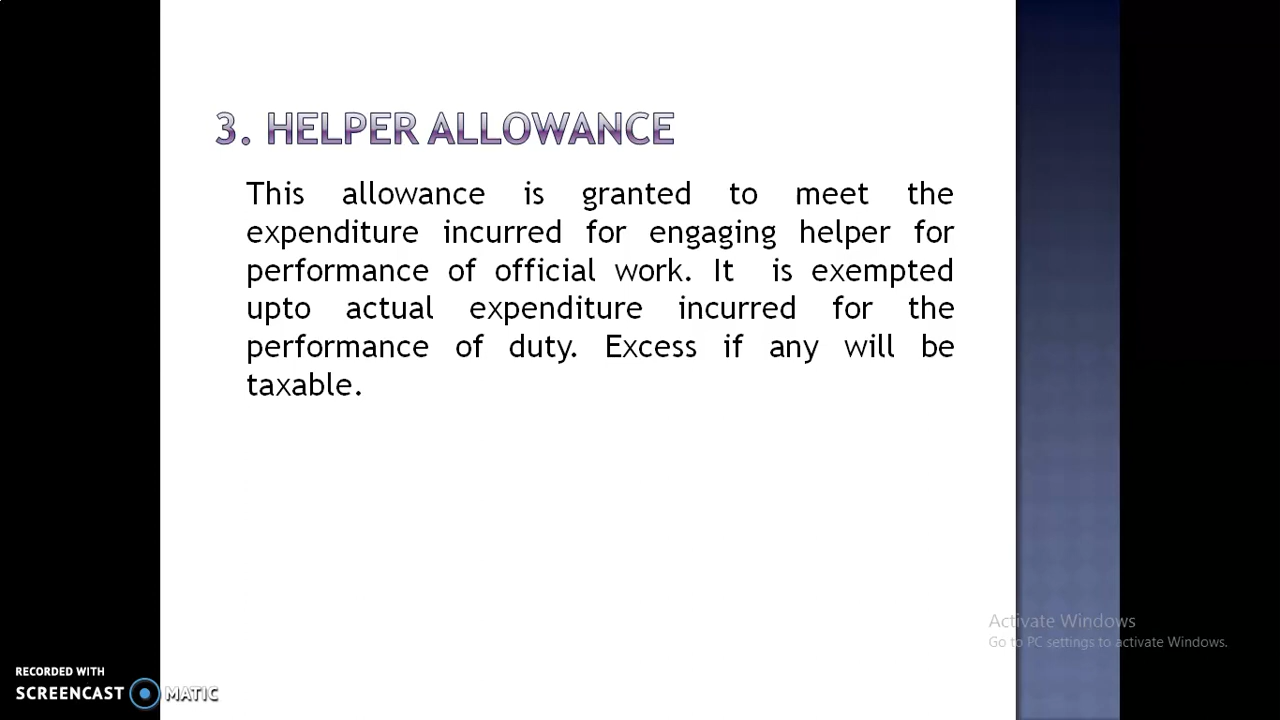 3. HELPER ALLOWANCE
This allowance is granted to meet the
expenditure incurred for engaging helper for
performance of official work. It is exempted
upto actual expenditure incurred for the
performance of duty. Excess if any will be
taxable.
Activate Windows
Go to PC settings to activate Windows.
RECORDED WITH
SCREENCAST MATIC